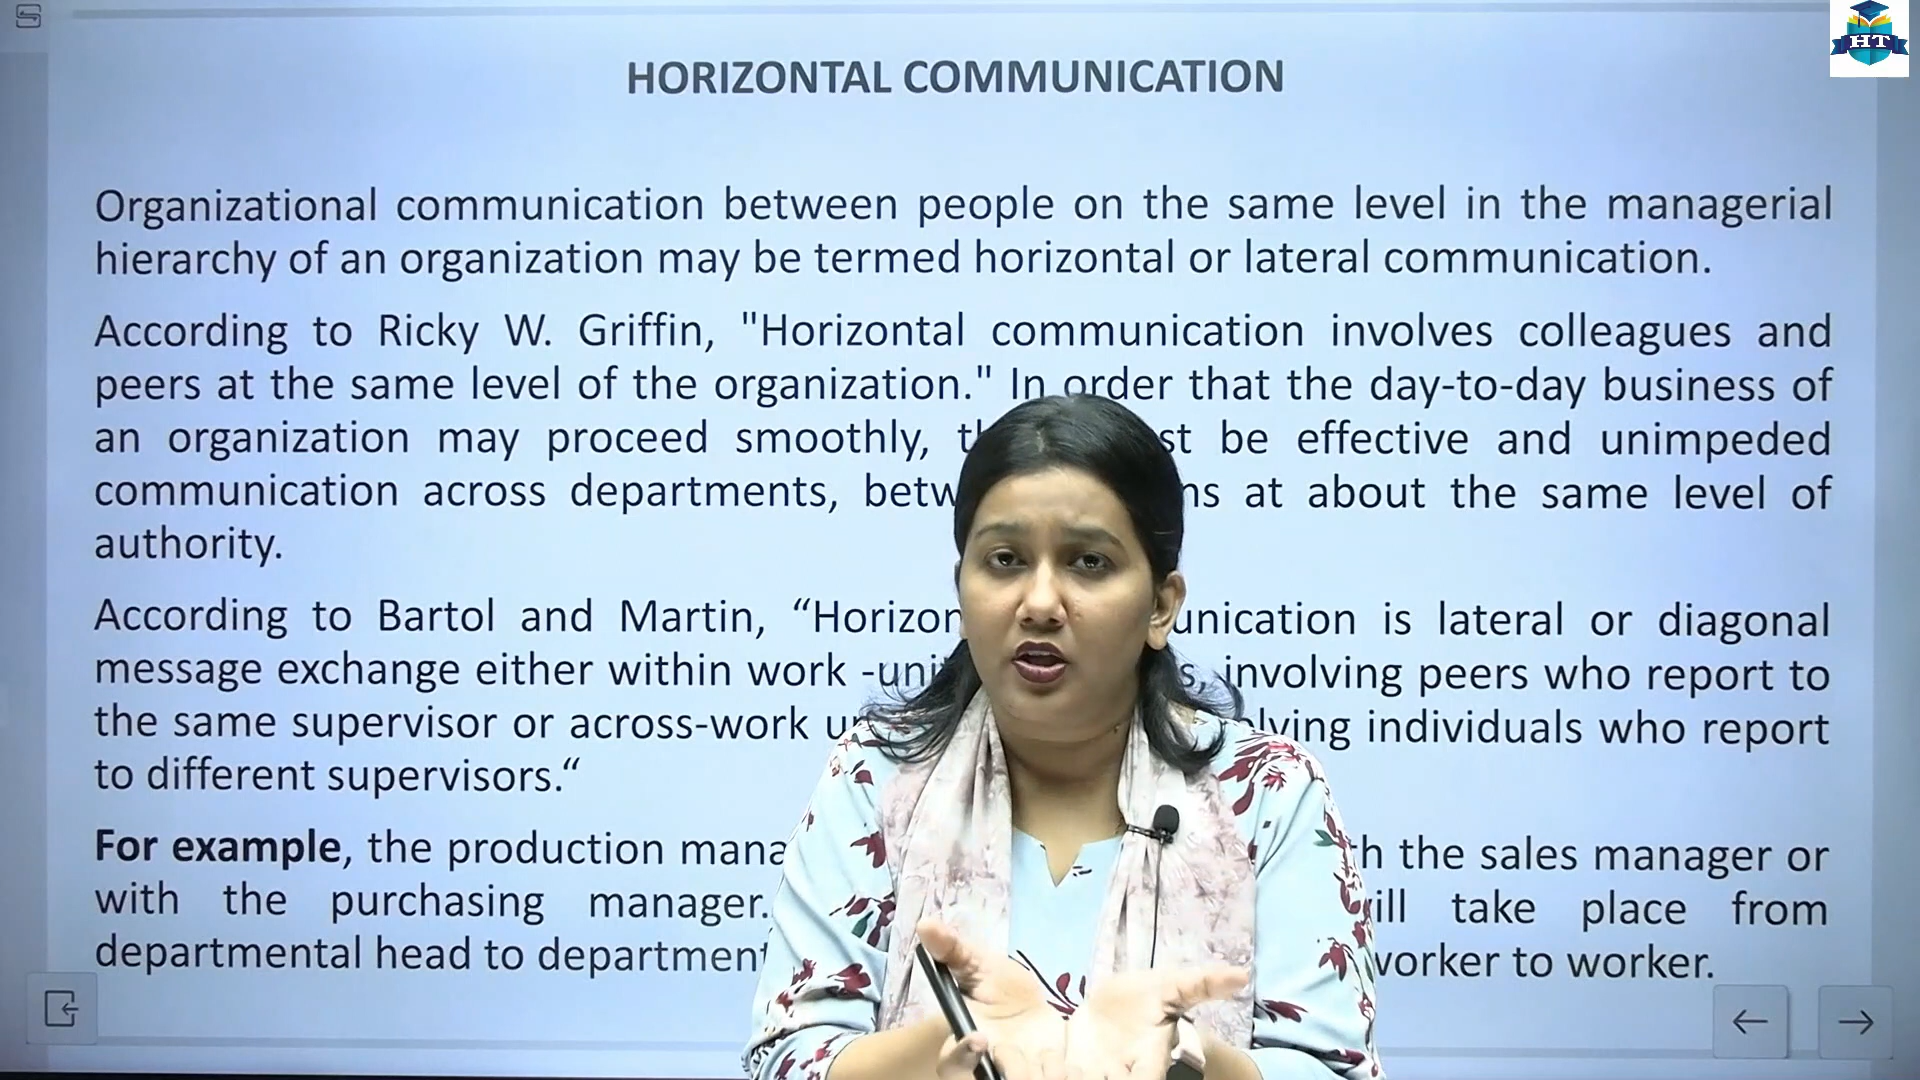 HT
HORIZONTAL COMMUNICATION
Organizational communication between people on the same level in the managerial
hierarchy of an organization may be termed horizontal or lateral communication.
According to Ricky W. Griffin, "Horizontal communication involves colleagues and
peers at the same level of the organization." In order that the day-to-day business of
an organization may proceed smoothly, be effective and unimpeded
communication across departments, at about the same level of
authority.
According to Bartol and Martin, “ is lateral or diagonal
message exchange either within work involving peers who report to
the same supervisor or across-work individuals who report
to different supervisors.“
For example, the production the sales manager or
with the purchasing manager. take place from
departmental head to worker to worker.